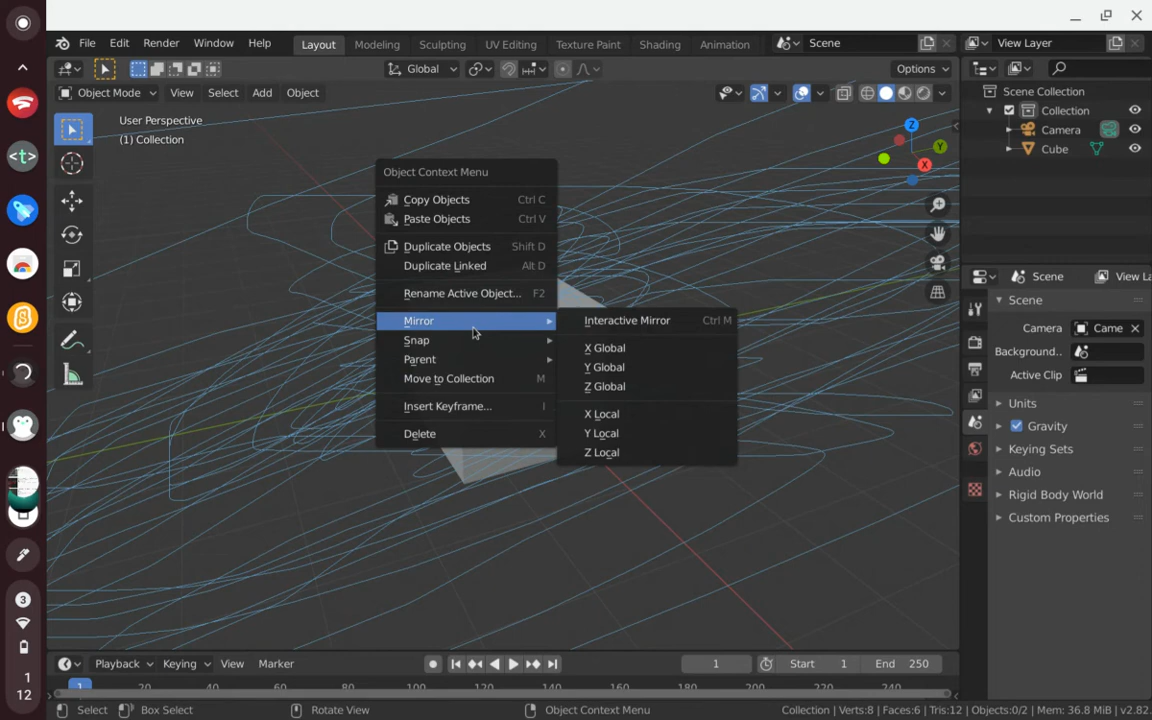 File Edit Render Window Help Layout Modeling Sculpting UV Editing Texture Paint Shading Animation Scene View Layer
Global Options
Object Mode View Select Add Object
Scene Collection
Collection
Camera
Cube
User Perspective
(1) Collection
Z
Y
X
Object Context Menu
Copy Objects Ctrl C
Paste Objects Ctrl V
Duplicate Objects Shift D
Duplicate Linked Alt D
Rename Active Object... F2
Mirror
Snap
Parent
Move to Collection M
Insert Keyframe... I
Delete X
Interactive Mirror Ctrl M
X Global
Y Global
Z Global
X Local
Y Local
Z Local
Scene View La
Scene
Camera Came
Background..
Active Clip
Units
Gravity
Keying Sets
Audio
Rigid Body World
Custom Properties
<t>
3
1
12
Playback Keying View Marker 1 Start 1 End 250
1 20 40 60 80 100 120 140 160 180 200 220 240
Select Box Select Rotate View Object Context Menu Collection | Verts:8 | Faces:6 | Tris:12 | Objects:0/2 | Mem: 36.8 MiB | v2.82